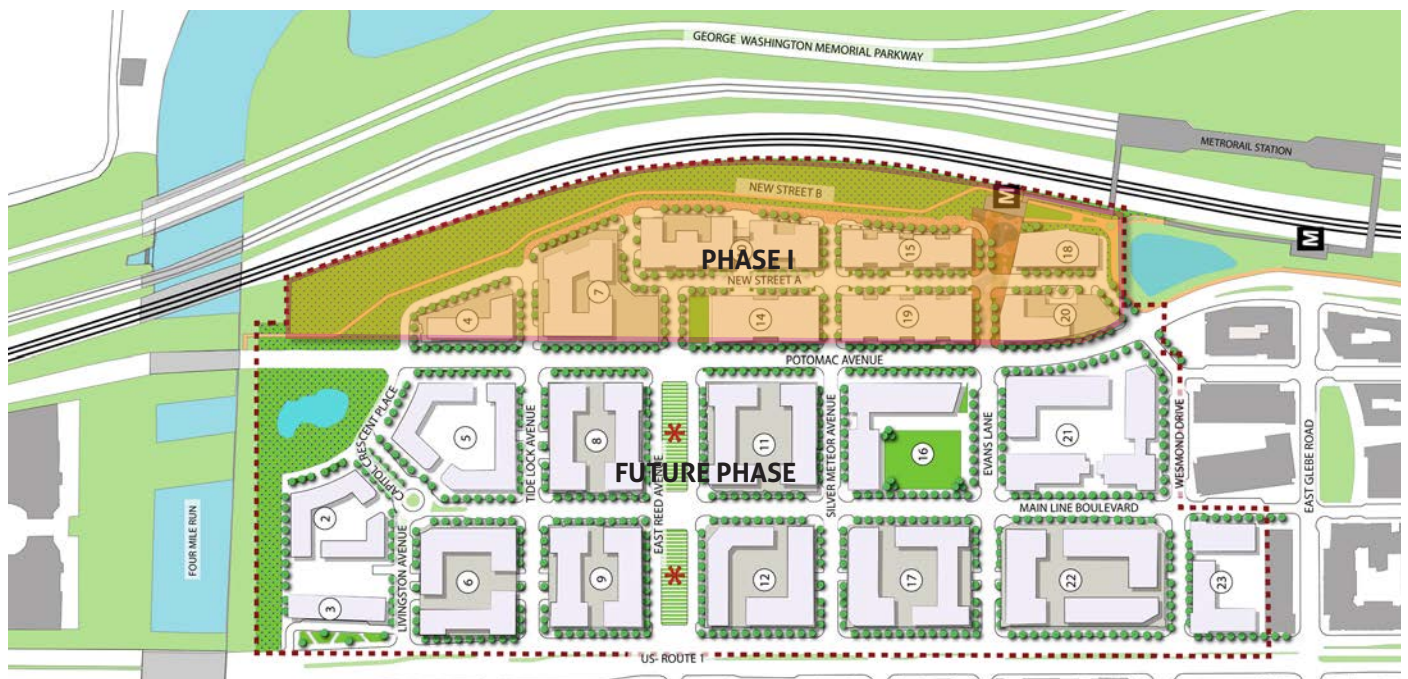 GEORGE WASHINGTON MEMORIAL PARKWAY
METRORAIL STATION
NEW STREET B
M
M
15
18
PHASE I
NEW STREET A
7
4
14
19
20
POTOMAC AVENUE
CAPITOL CRESCENT PLACE
5
TIDE LOCK AVENUE
8
EAST REED AVENUE
11
SILVER METEOR AVENUE
16
EVANS LANE
21
WESMOND DRIVE
EAST GLEBE ROAD
FUTURE PHASE
MAIN LINE BOULEVARD
FOUR MILE RUN
2
3
LIVINGSTON AVENUE
6
9
12
17
22
23
US- ROUTE 1